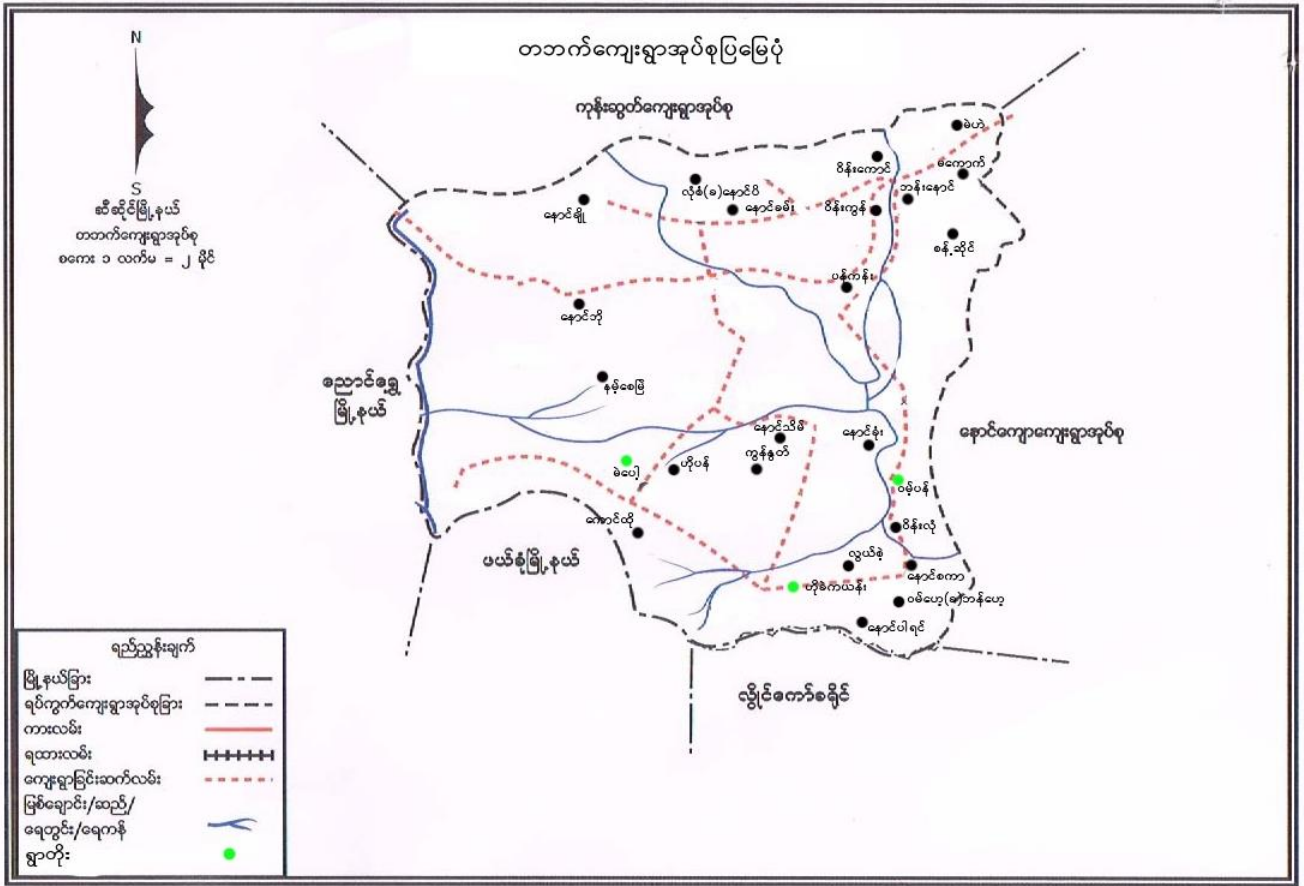 တဘက်ကျေးရွာအုပ်စုပြမြေပုံ
N
S
ဆီဆိုင်မြို့နယ်
တဘက်ကျေးရွာအုပ်စု
စကေး ၁ လက်မ = ၂ မိုင်
ကုန်းဆွတ်ကျေးရွာအုပ်စု
မဲဟဲ့
မကျောက်
ပိန်းကောင်
ဘန်းနောင်
လုံစံ(ခ)နောင်ပိ
နောင်ချို
နောင်ခမ်း
ပိန်းကွန်
စန့်ဆိုင်
ပန်ကန်း
နောင်ဘို
နမ့်စေမြဲ
ညောင်ရွှေ
မြို့နယ်
နောင်ကျောကျေးရွာအုပ်စု
နောင်သိမ်
နောင်ခုံး
မဲပေါ့
ဟိုပန်
ကွန်နွတ်
ဝမ့်ပန်
ကောင်ထို
ပိန်းလုံ
ဖယ်ခုံမြို့နယ်
လွယ်ခဲ့
နောင်စကာ
ဟိုခဲကယန်း
ဝမ်ဟေ့(ခ)ဘန်ဟေ့
နောင်ပါရင်
လွိုင်ကော်ခရိုင်
ရည်ညွှန်းချက်
မြို့နယ်ခြား
ရပ်ကွက်ကျေးရွာအုပ်စုခြား
ကားလမ်း
ရထားလမ်း
ကျေးရွာခြင်းဆက်လမ်း
မြစ်ချောင်း/ဆည်/
ရေတွင်း/ရေကန်
ရွာတိုး